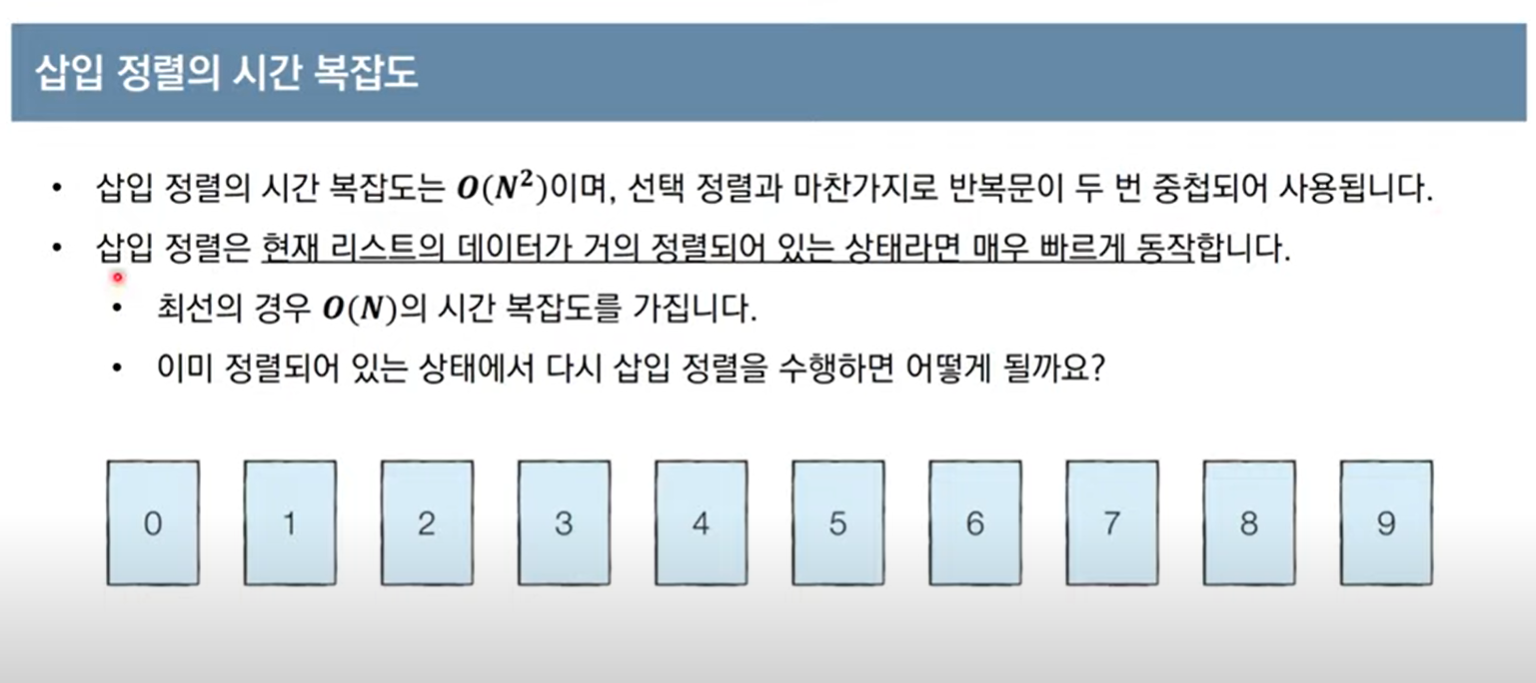 삽입 정렬의 시간 복잡도
• 삽입 정렬의 시간 복잡도는 O(N²)이며, 선택 정렬과 마찬가지로 반복문이 두 번 중첩되어 사용됩니다.
• 삽입 정렬은 현재 리스트의 데이터가 거의 정렬되어 있는 상태라면 매우 빠르게 동작합니다.
• 최선의 경우 O(N)의 시간 복잡도를 가집니다.
• 이미 정렬되어 있는 상태에서 다시 삽입 정렬을 수행하면 어떻게 될까요?
0 1 2 3 4 5 6 7 8 9